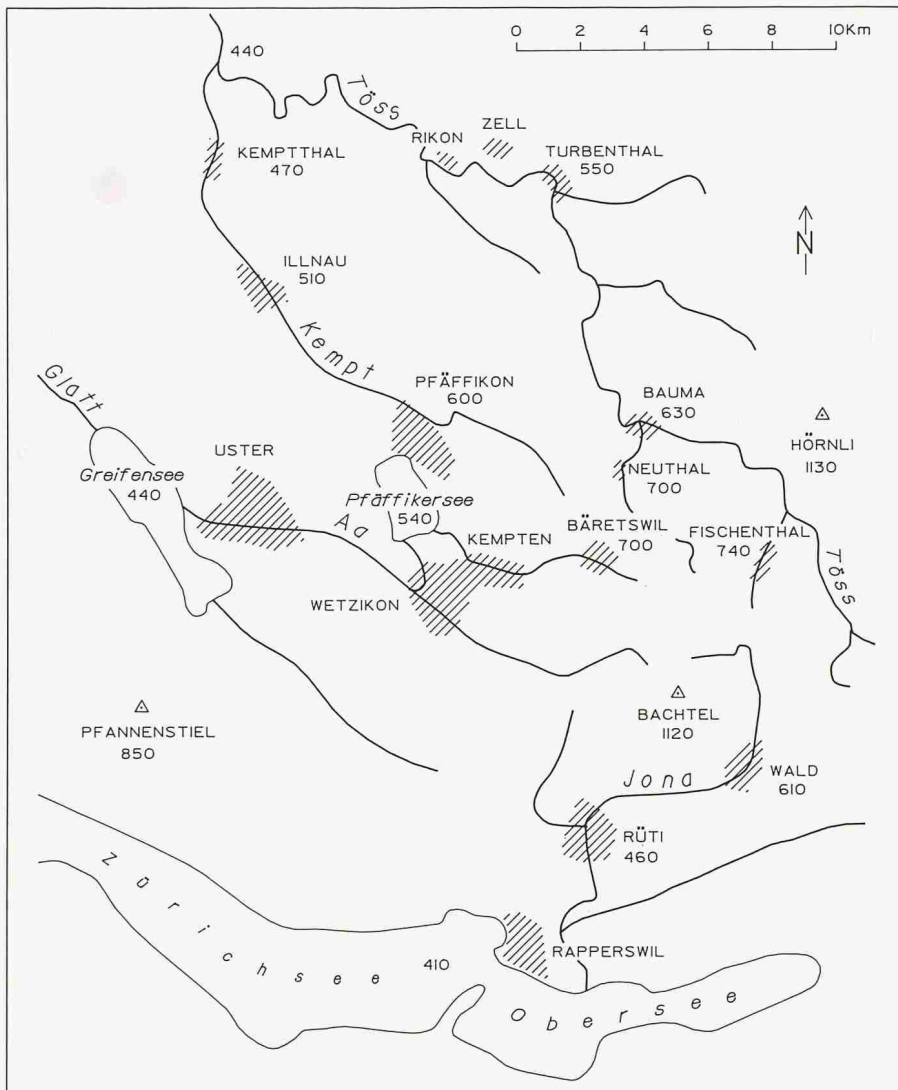 0 2 4 6 8 10Km
440
Töss
RIKON
ZELL
KEMPTTHAL
470
TURBENTHAL
550
N
ILLNAU
510
Kempt
Glatt
PFÄFFIKON
600
BAUMA
630
HÖRNLI
1130
USTER
Greifensee
440
NEUTHAL
700
Pfäffikersee
540
Aa
KEMPTEN
BÄRETSWIL
700
FISCHENTHAL
740
Töss
WETZIKON
PFANNENSTIEL
850
BACHTEL
1120
Jona
WALD
610
RÜTI
460
Zürichsee
410
RAPPERSWIL
Obersee